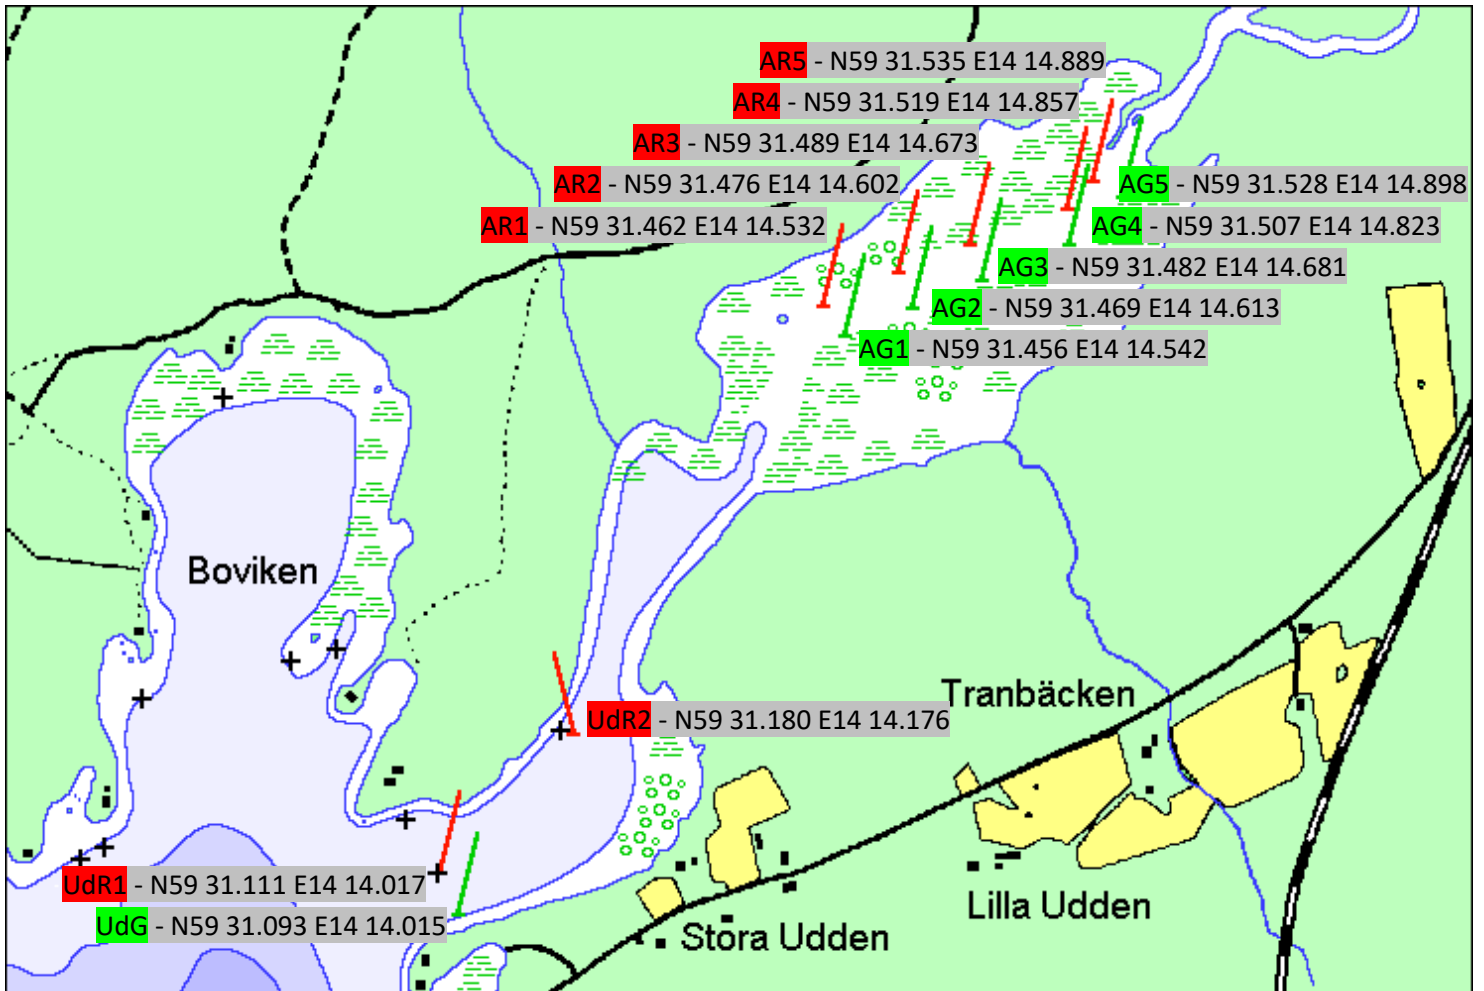 AR5 - N59 31.535 E14 14.889
AR4 - N59 31.519 E14 14.857
AR3 - N59 31.489 E14 14.673
AR2 - N59 31.476 E14 14.602
AG5 - N59 31.528 E14 14.898
AR1 - N59 31.462 E14 14.532
AG4 - N59 31.507 E14 14.823
AG3 - N59 31.482 E14 14.681
AG2 - N59 31.469 E14 14.613
AG1 - N59 31.456 E14 14.542
Boviken
Tranbäcken
UdR2 - N59 31.180 E14 14.176
UdR1 - N59 31.111 E14 14.017
Lilla Udden
UdG - N59 31.093 E14 14.015
Stora Udden